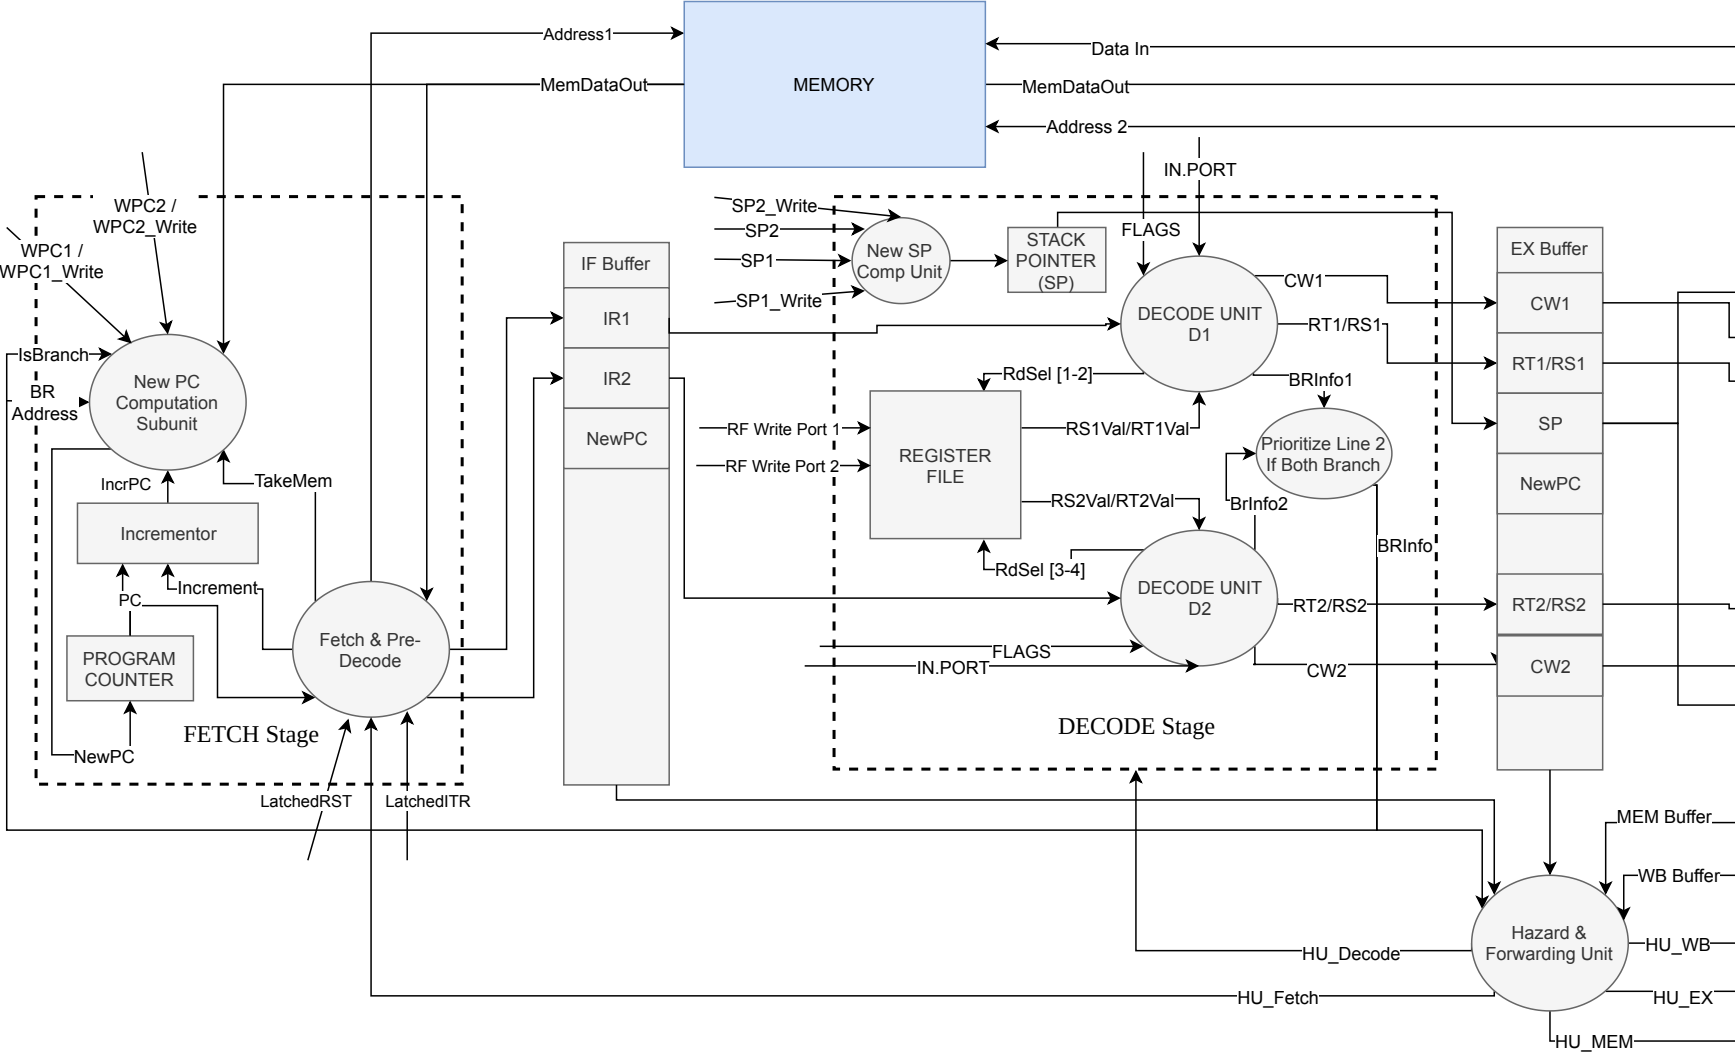 Address1
MEMORY
Data In
MemDataOut
MemDataOut
Address 2
IN.PORT
WPC2 /
WPC2_Write
WPC1 /
WPC1_Write
SP2_Write
SP2
SP1
SP1_Write
New SP
Comp Unit
STACK
POINTER
(SP)
FLAGS
IF Buffer
IR1
IR2
NewPC
DECODE UNIT
D1
CW1
RT1/RS1
EX Buffer
CW1
RT1/RS1
SP
NewPC
RT2/RS2
CW2
IsBranch
BR
Address
New PC
Computation
Subunit
IncrPC
TakeMem
Incrementor
Increment
PC
PROGRAM
COUNTER
NewPC
Fetch & Pre-
Decode
FETCH Stage
LatchedRST
LatchedITR
RdSel [1-2]
BRInfo1
RF Write Port 1
RF Write Port 2
REGISTER
FILE
RS1Val/RT1Val
RS2Val/RT2Val
RdSel [3-4]
Prioritize Line 2
If Both Branch
BrInfo2
BRInfo
DECODE UNIT
D2
RT2/RS2
FLAGS
IN.PORT
CW2
DECODE Stage
MEM Buffer
WB Buffer
Hazard &
Forwarding Unit
HU_Decode
HU_WB
HU_Fetch
HU_EX
HU_MEM